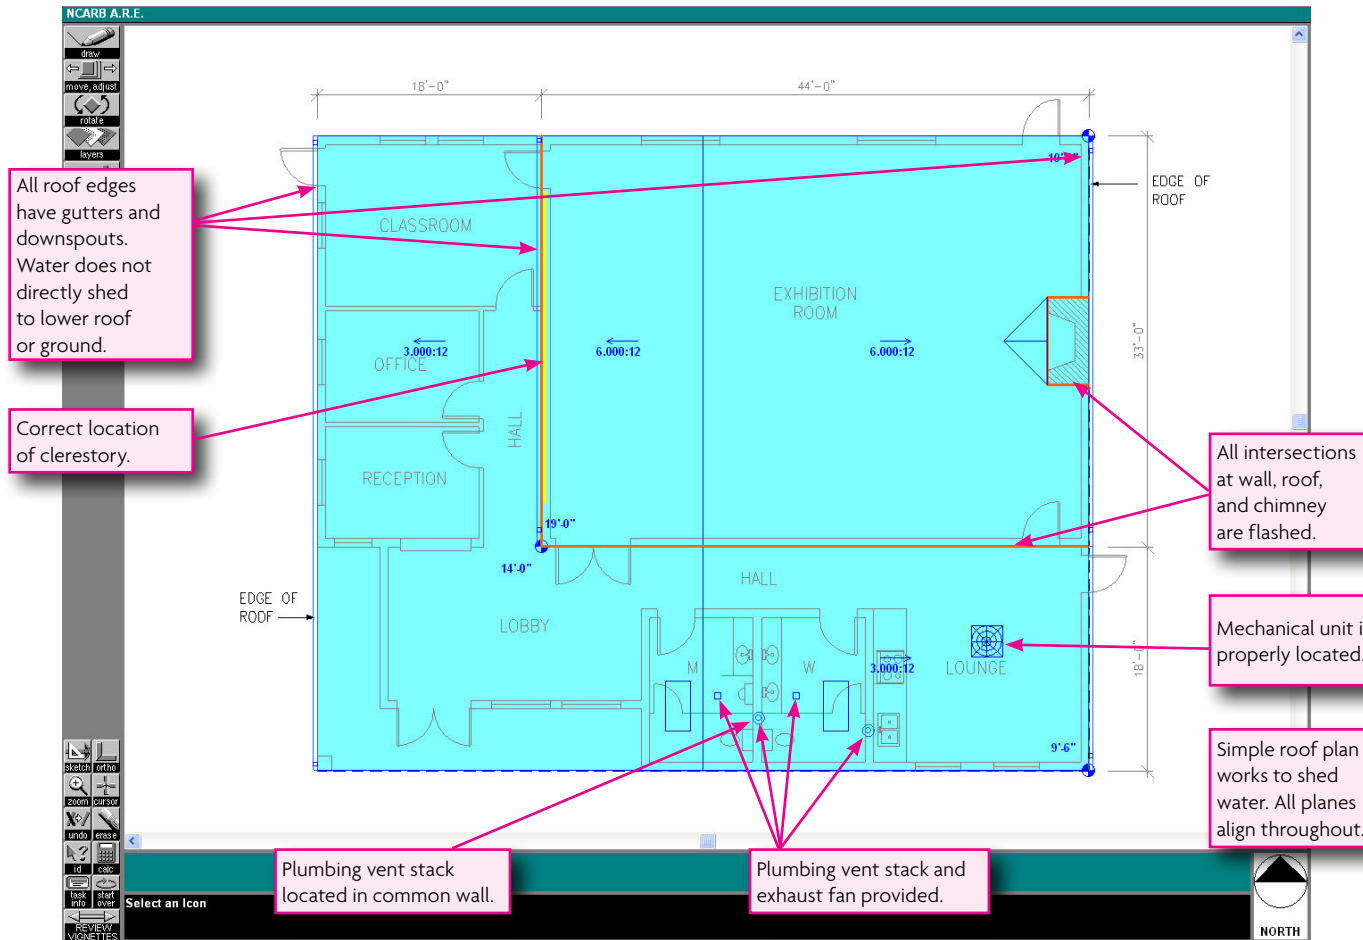 NCARB A.R.E.
draw
move, adjust
rotate
layers
18'-0"
44'-0"
All roof edges
have gutters and
downspouts.
Water does not
directly shed
to lower roof
or ground.
EDGE OF
ROOF
CLASSROOM
EXHIBITION
ROOM
33'-0"
3.000:12
6.000:12
6.000:12
OFFICE
Correct location
of clerestory.
HALL
RECEPTION
All intersections
at wall, roof,
and chimney
are flashed.
19'-0"
14'-0"
HALL
EDGE OF
ROOF
LOBBY
M
W
3.000:12
LOUNGE
Mechanical unit i
properly located.
18'-0"
9'-6"
Simple roof plan
works to shed
water. All planes
align throughout.
sketch
ortho
zoom
cursor
undo
erase
id
calc
task
info
start
over
REVIEW
VIGNETTES
Plumbing vent stack
located in common wall.
Plumbing vent stack and
exhaust fan provided.
Select an Icon
NORTH